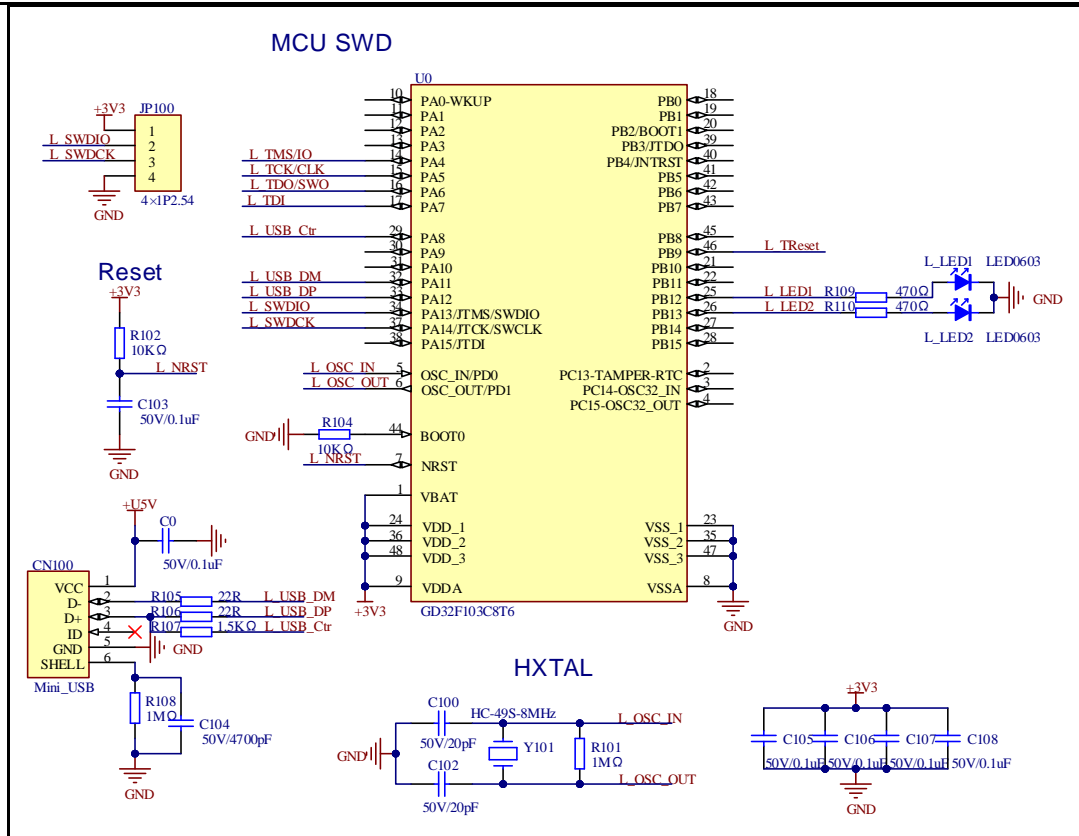 MCU SWD
U0
GD32F103C8T6
10 PA0-WKUP
11 PA1
12 PA2
13 PA3
L_TMS/IO 14 PA4
L_TCK/CLK 15 PA5
L_TDO/SWO 16 PA6
L_TDI 17 PA7
L_USB_Ctr 29 PA8
30 PA9
31 PA10
L_USB_DM 32 PA11
L_USB_DP 33 PA12
L_SWDIO 34 PA13/JTMS/SWDIO
L_SWDCK 37 PA14/JTCK/SWCLK
38 PA15/JTDI
L_OSC_IN 5 OSC_IN/PD0
L_OSC_OUT 6 OSC_OUT/PD1
GND R104 10KΩ 44 BOOT0
L_NRST 7 NRST
1 VBAT
24 VDD_1
36 VDD_2
48 VDD_3
9 VDDA
+3V3
PB0 18
PB1 19
PB2/BOOT1 20
PB3/JTDO 39
PB4/JNTRST 40
PB5 41
PB6 42
PB7 43
PB8 45
PB9 46 L_TReset
PB10 21
PB11 22
PB12 25 L_LED1 R109 470Ω
PB13 26 L_LED2 R110 470Ω
PB14 27
PB15 28
L_LED1 LED0603
GND
L_LED2 LED0603
PC13-TAMPER-RTC 2
PC14-OSC32_IN 3
PC15-OSC32_OUT 4
VSS_1 23
VSS_2 35
VSS_3 47
VSSA 8
GND
+3V3 JP100
1
L_SWDIO 2
L_SWDCK 3
4
GND
4×1P2.54
Reset
+3V3
R102
10KΩ
L_NRST
C103
50V/0.1uF
GND
+U5V
C0
50V/0.1uF
CN100
VCC 1
D- 2 R105 22R L_USB_DM
D+ 3 R106 22R L_USB_DP
ID 4 R107 1.5KΩ L_USB_Ctr
GND 5 GND
SHELL 6
Mini_USB
R108
1MΩ
C104
50V/4700pF
GND
HXTAL
C100
50V/20pF
HC-49S-8MHz
L_OSC_IN
GND
Y101
R101
1MΩ
C102
50V/20pF
L_OSC_OUT
+3V3
C105 C106 C107 C108
50V/0.1uF 50V/0.1uF 50V/0.1uF 50V/0.1uF
GND